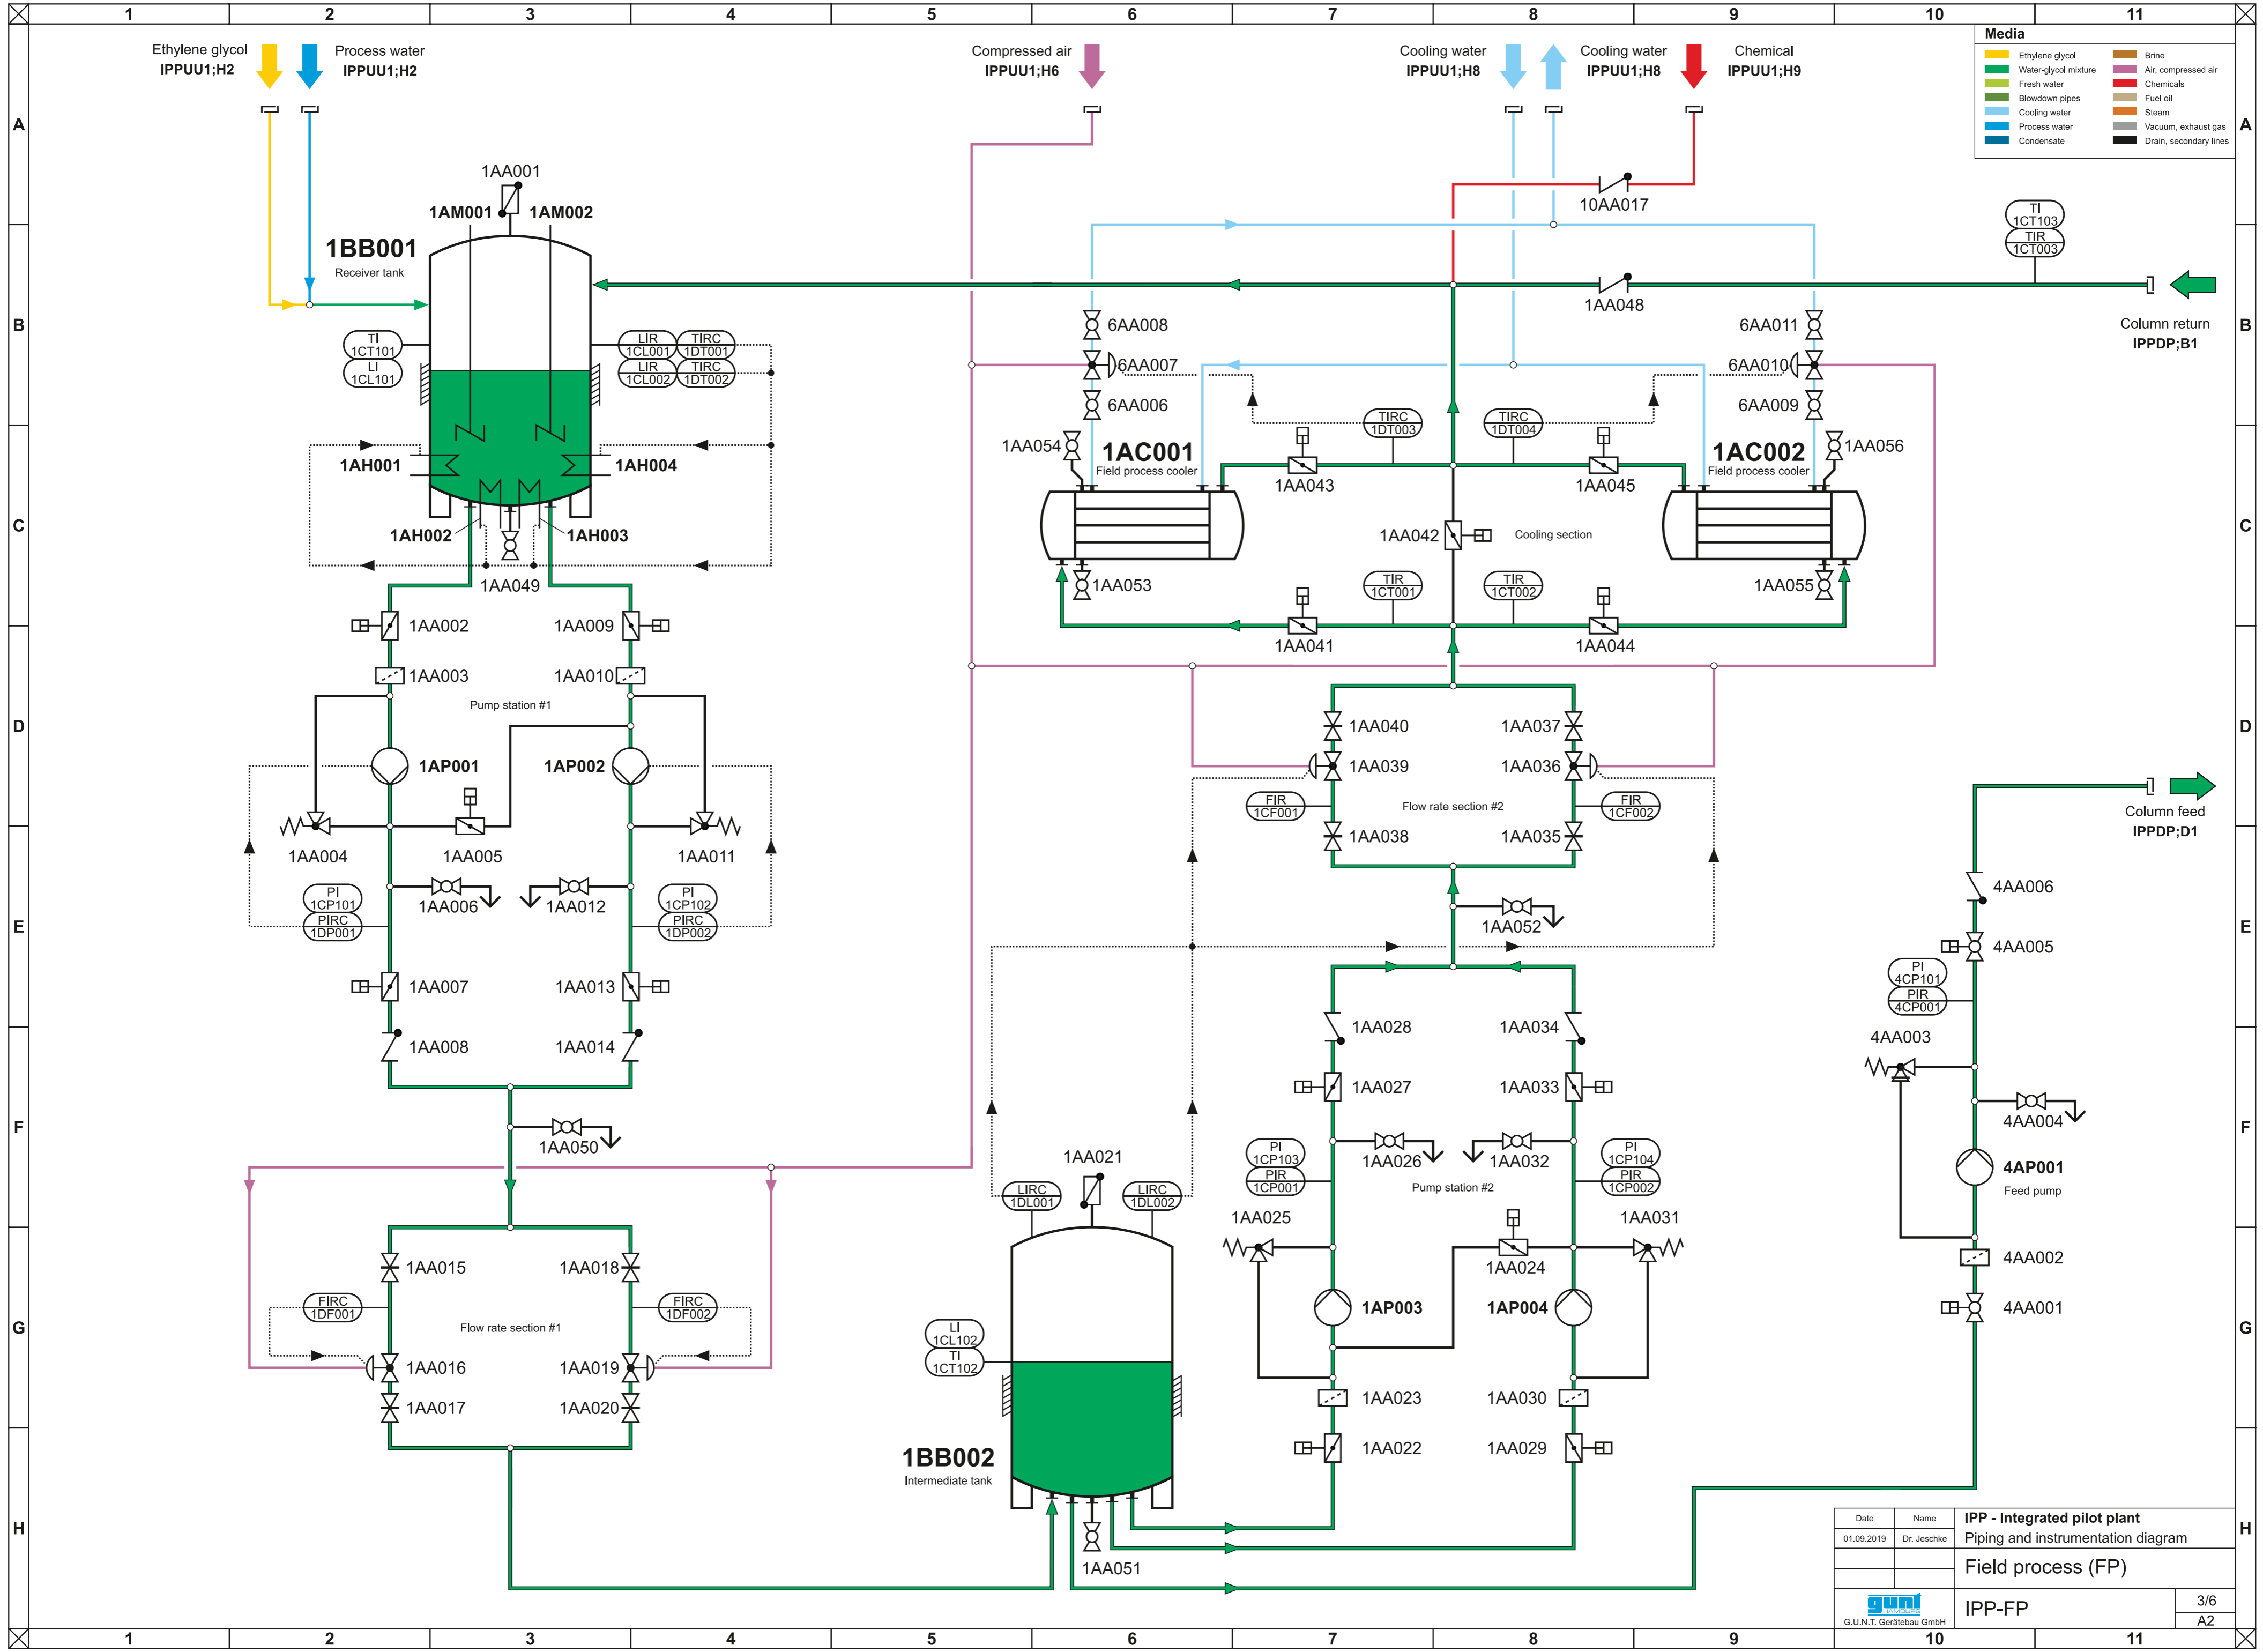 1 2 3 4 5 6 7 8 9 10 11
Ethylene glycol
IPPUU1;H2
Process water
IPPUU1;H2
Compressed air
IPPUU1;H6
Cooling water
IPPUU1;H8
Cooling water
IPPUU1;H8
Chemical
IPPUU1;H9
Media
Ethylene glycol
Water-glycol mixture
Fresh water
Blowdown pipes
Cooling water
Process water
Condensate
Brine
Air, compressed air
Chemicals
Fuel oil
Steam
Vacuum, exhaust gas
Drain, secondary lines
A
A
1AA001
1AM001
1AM002
10AA017
1BB001
Receiver tank
TI
1CT103
TIR
1CT003
1AA048
Column return
IPPDP;B1
B
B
TI
1CT101
LI
1CL101
LIR
1CL001
TIRC
1DT001
LIR
1CL002
TIRC
1DT002
6AA008
6AA007
6AA006
6AA011
6AA010
6AA009
TIRC
1DT003
TIRC
1DT004
1AA054
1AC001
Field process cooler
1AA043
1AA045
1AC002
Field process cooler
1AA056
1AH001
1AH004
1AH002
1AH003
1AA049
C
C
1AA042
Cooling section
1AA053
TIR
1CT001
TIR
1CT002
1AA055
1AA041
1AA044
1AA002
1AA009
1AA003
1AA010
Pump station #1
D
D
1AP001
1AP002
1AA004
1AA005
1AA011
1AA040
1AA037
1AA039
1AA036
FIR
1CF001
Flow rate section #2
FIR
1CF002
1AA038
1AA035
Column feed
IPPDP;D1
PI
1CP101
PIRC
1DP001
1AA006
1AA012
PI
1CP102
PIRC
1DP002
1AA052
4AA006
E
E
4AA005
1AA007
1AA013
PI
4CP101
PIR
4CP001
1AA008
1AA014
1AA028
1AA034
4AA003
1AA027
1AA033
1AA050
4AA004
F
F
PI
1CP103
PIR
1CP001
1AA026
1AA032
PI
1CP104
PIR
1CP002
Pump station #2
4AP001
Feed pump
1AA021
LIRC
1DL001
LIRC
1DL002
1AA025
1AA024
1AA031
1AA015
1AA018
4AA002
FIRC
1DF001
FIRC
1DF002
Flow rate section #1
1AP003
1AP004
4AA001
G
G
LI
1CL102
TI
1CT102
1AA016
1AA019
1AA017
1AA020
1AA023
1AA030
1AA022
1AA029
1BB002
Intermediate tank
1AA051
H
H
Date
Name
IPP - Integrated pilot plant
01.09.2019
Dr. Jeschke
Piping and instrumentation diagram
Field process (FP)
gunt
HAMBURG
G.U.N.T. Gerätebau GmbH
IPP-FP
3/6
A2
1 2 3 4 5 6 7 8 9 10 11